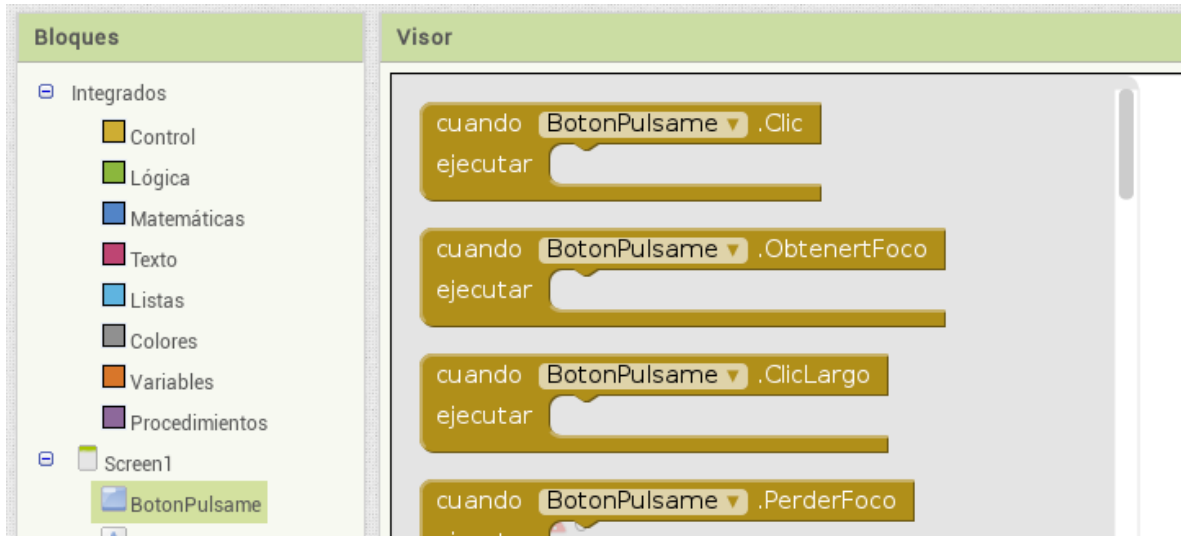 Bloques
Integrados
Control
Lógica
Matemáticas
Texto
Listas
Colores
Variables
Procedimientos
Screen1
BotonPulsame
Visor
cuando BotonPulsame .Clic
ejecutar
cuando BotonPulsame .ObtenertFoco
ejecutar
cuando BotonPulsame .ClicLargo
ejecutar
cuando BotonPulsame .PerderFoco